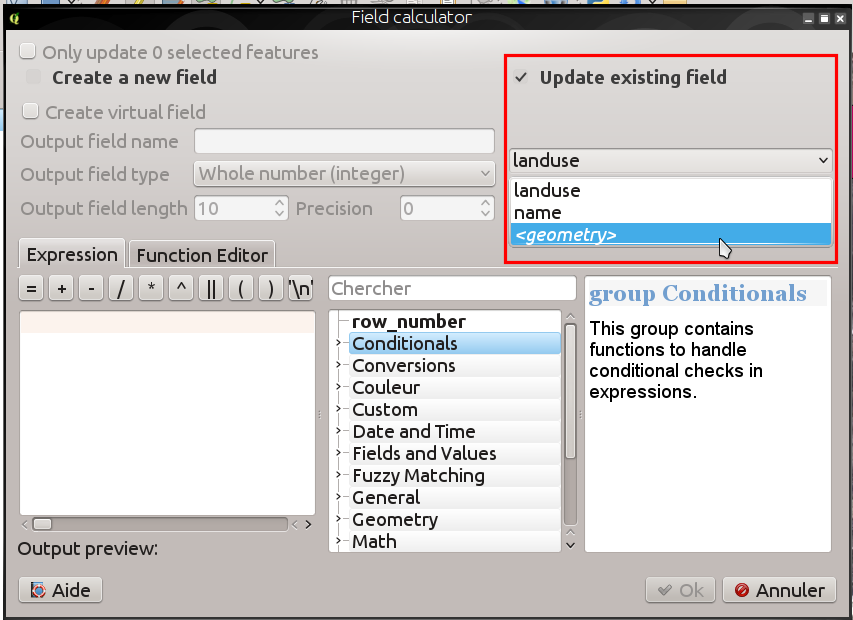 Field calculator
Only update 0 selected features
Create a new field
Update existing field
Create virtual field
Output field name
Output field type Whole number (integer)
Output field length 10 Precision 0
landuse
landuse
name
<geometry>
Expression Function Editor
= + - / * ^ || ( ) '\n'
Chercher
row_number
Conditionals
Conversions
Couleur
Custom
Date and Time
Fields and Values
Fuzzy Matching
General
Geometry
Math
group Conditionals
This group contains
functions to handle
conditional checks in
expressions.
Output preview:
Aide
Ok
Annuler